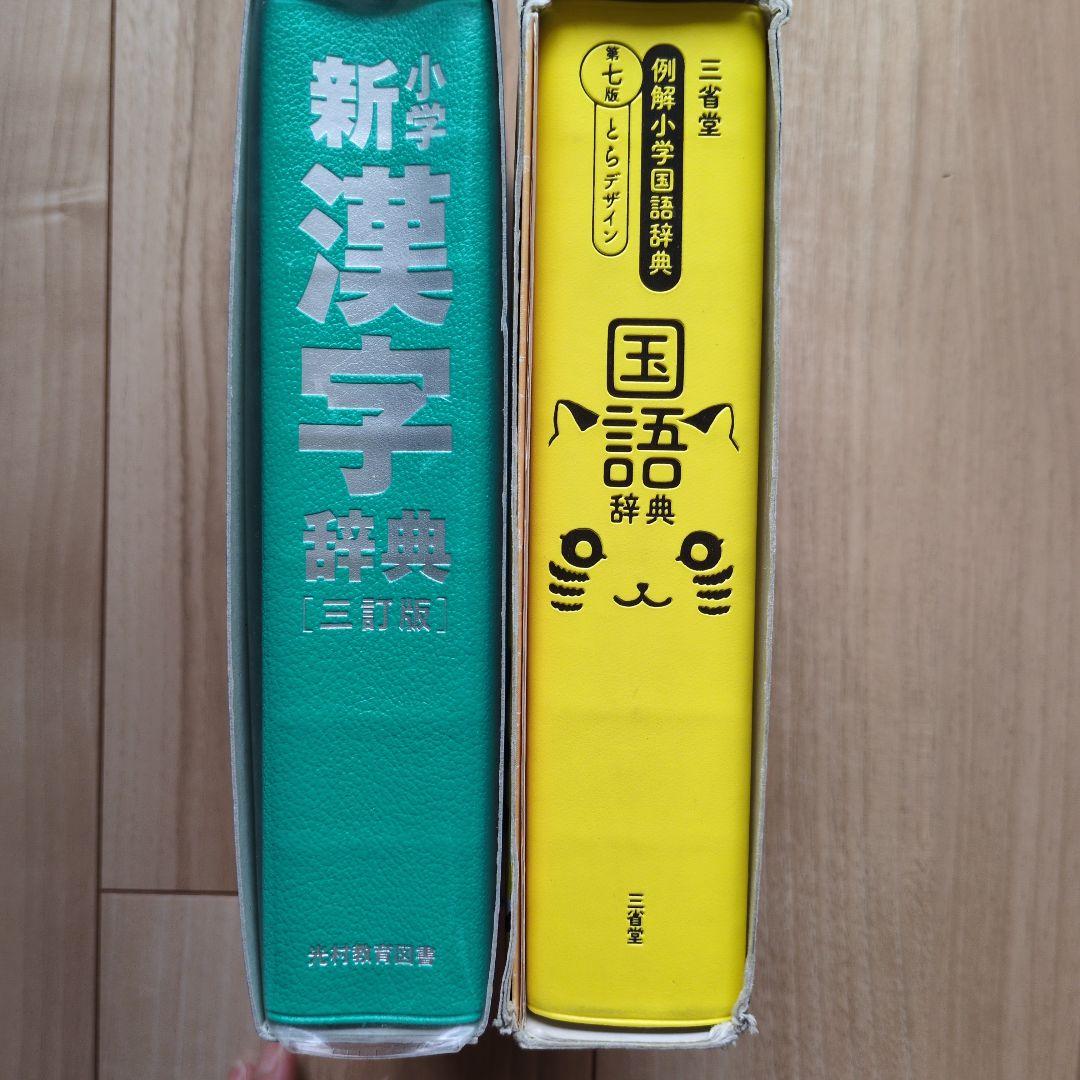 小学
新
漢
字
辞典
[三訂版]
光村教育図書
三省堂
例解小学国語辞典
第七版
とらデザイン
国
語
辞典
三省堂